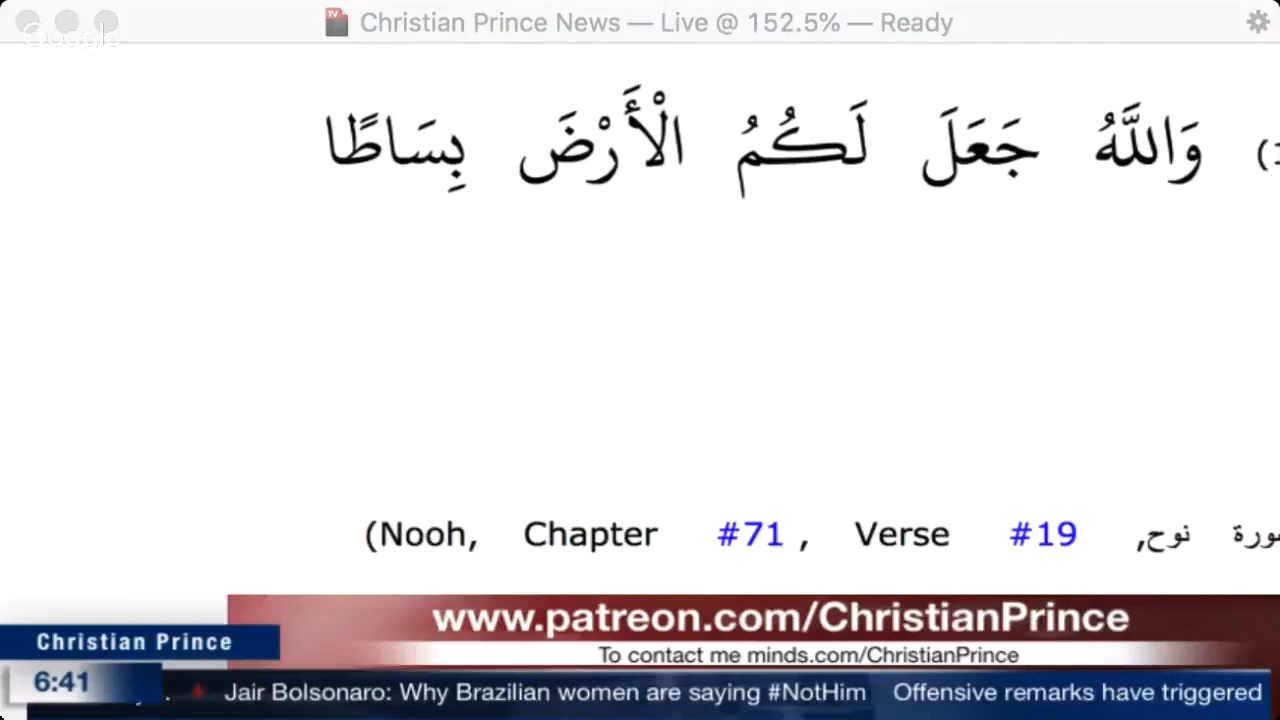 Google
Christian Prince News — Live @ 152.5% — Ready
وَاللَّهُ جَعَلَ لَكُمُ الْأَرْضَ بِسَاطًا
(Nooh, Chapter #71, Verse #19 نوح,
www.patreon.com/ChristianPrince
To contact me minds.com/ChristianPrince
Christian Prince
6:41
Jair Bolsonaro: Why Brazilian women are saying #NotHim Offensive remarks have triggered